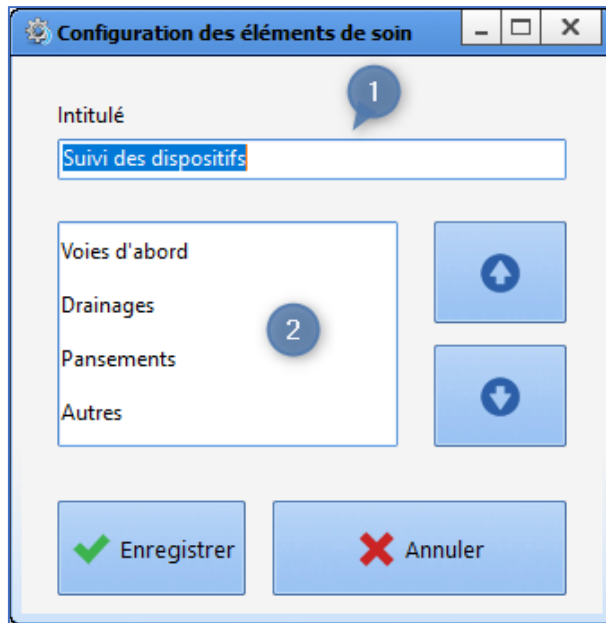 Configuration des éléments de soin
1
Intitulé
Suivi des dispositifs
Voies d'abord
Drainages
2
Pansements
Autres
Enregistrer
Annuler